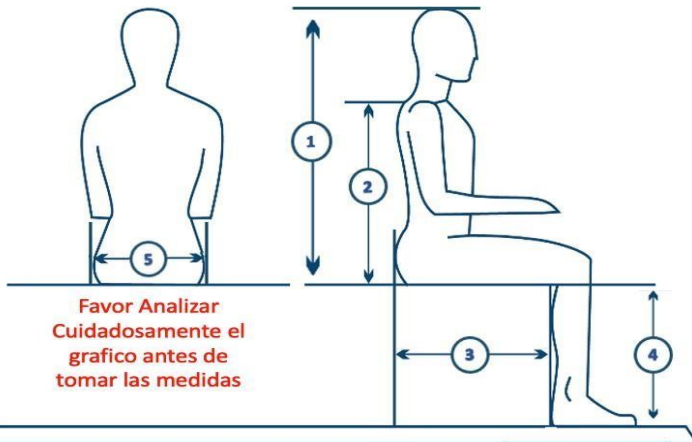 1
2
5
3
4
Favor Analizar
Cuidadosamente el
grafico antes de
tomar las medidas